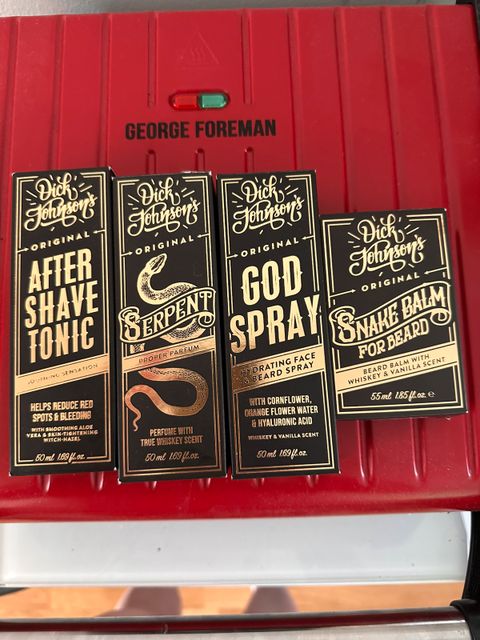 GEORGE FOREMAN
Dick
Johnson's
ORIGINAL
AFTER
SHAVE
TONIC
SOOTHING SENSATION
HELPS REDUCE RED
SPOTS & BLEEDING
WITH SMOOTHING ALOE
VERA & SKIN-TIGHTENING
WITCH-HAZEL
50 ml 1.69 fl. oz.
Dick
Johnson's
ORIGINAL
SERPENT
PROPER PARFUM
PERFUME WITH
TRUE WHISKEY SCENT
50 ml 1.69 fl. oz.
Dick
Johnson's
ORIGINAL
GOD
SPRAY
HYDRATING FACE
& BEARD SPRAY
WITH CORNFLOWER,
ORANGE FLOWER WATER
& HYALURONIC ACID
WHISKEY & VANILLA SCENT
50 ml 1.69 fl. oz.
Dick
Johnson's
ORIGINAL
SNAKE BALM
FOR BEARD
BEARD BALM WITH
WHISKEY & VANILLA SCENT
55 ml 1.85 fl. oz. e